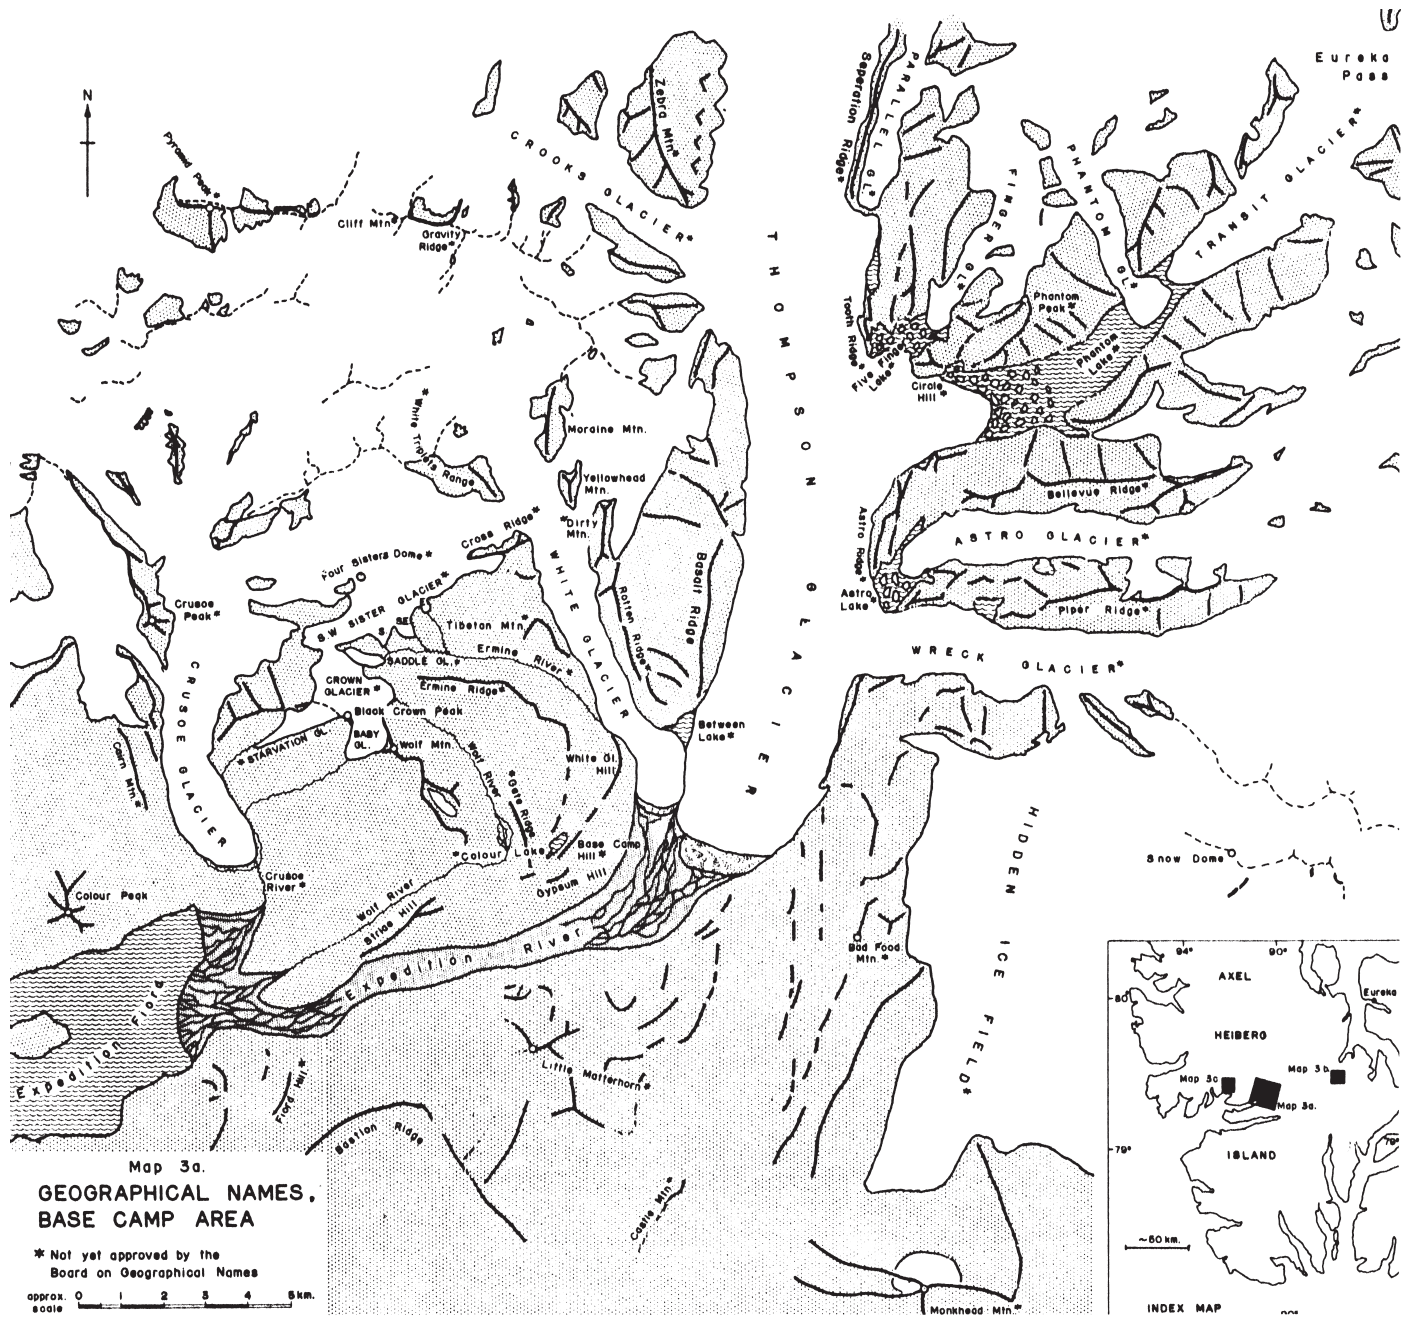 Eureka
Pass
N
Zebra Mtn*
Seperation Ridge*
PARALLEL GL*
CROOKS GLACIER*
Pyramid Peak*
PHANTOM GL*
TRANSIT GLACIER*
FINGER GL*
Cliff Mtn*
Gravity
Ridge*
THOMPSON GLACIER
Phantom
Peak*
Tooth Ridge*
Five Finger
Lake*
Phantom
Lake*
Circle
Hill*
White Triplets Range*
Moraine Mtn.
Yellowhead
Mtn.
Bellevue Ridge*
Cross Ridge*
*Dirty
Mtn.
Astro Ridge*
ASTRO GLACIER*
WHITE GLACIER
Basalt Ridge
Four Sisters Dome*
Crusoe
Peak*
SW SISTER GLACIER*
S.
SE
Rotten Ridge*
Astro
Lake*
Piper Ridge*
Tibetan Mtn*
SADDLE GL.*
Ermine River*
WRECK GLACIER*
CRUSOE GLACIER
CROWN
GLACIER*
Ermine Ridge*
Black Crown Peak
Between
Lake*
*STARVATION GL.
BABY
GL.
Wolf Mtn.
Cairn Mtn.*
Wolf River
*Gate Ridge
White Gl.
Hill
HIDDEN ICE FIELD*
*Colour Lake
Base Camp
Hill*
Snow Dome
Crusoe
River*
Colour Peak
Gypsum Hill
Wolf River
Stride Hill
Expedition River
Bad Food
Mtn.*
Expedition Fiord
Fiord Hill*
Little Matterhorn*
Bastion Ridge
Castle Mtn*
Monkhead Mtn.*
Map 3a.
GEOGRAPHICAL NAMES,
BASE CAMP AREA
* Not yet approved by the
Board on Geographical Names
approx.
scale
0 1 2 3 4 5km.
94° 90°
AXEL
80°
Eureka
HEIBERG
Map 3c
Map 3b.
Map 3a.
79° 79°
ISLAND
~50 km.
INDEX MAP
90°